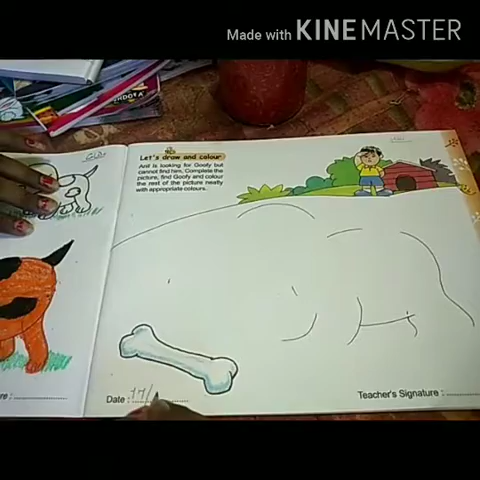 Made with KINEMASTER
Let's draw and colour
Anil is looking for Goofy but
cannot find him. Complete the
picture, find Goofy and colour
the rest of the picture neatly
with appropriate colours.
Date : 17/
Teacher's Signature :